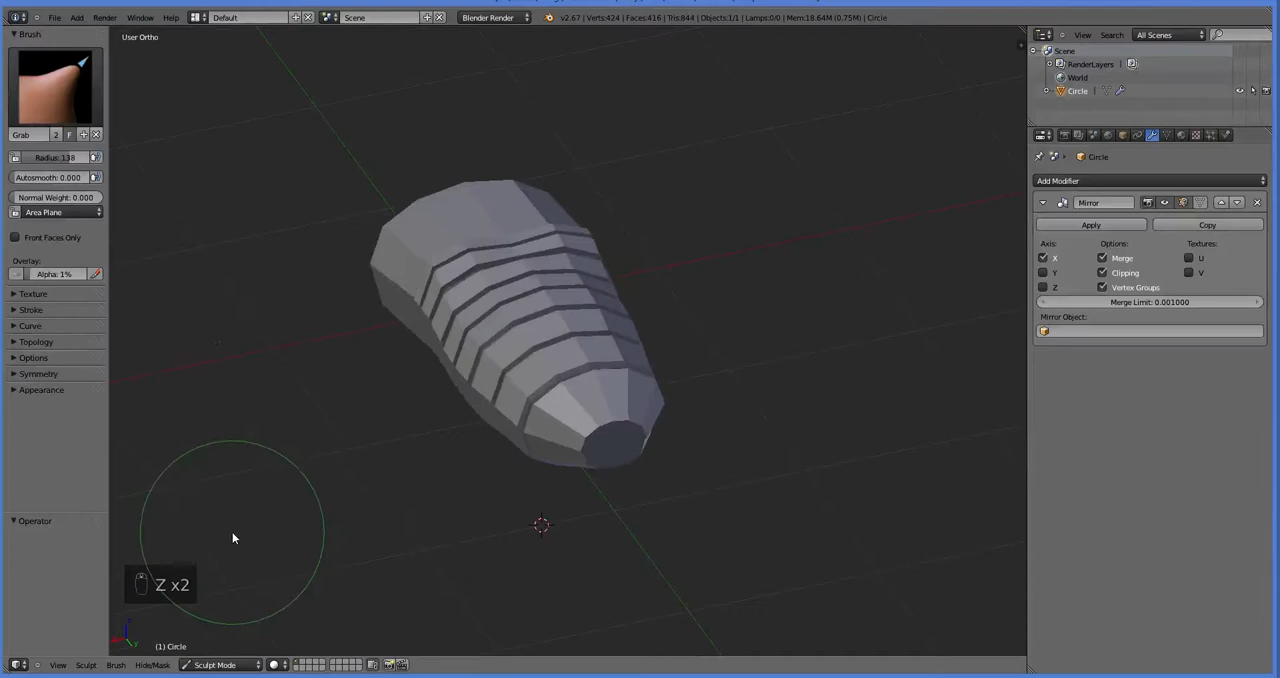 File Add Render Window Help Default Scene Blender Render v2.67 | Verts:424 | Faces:416 | Tris:844 | Objects:1/1 | Lamps:0/0 | Mem:18.64M (0.75M) | Circle
Brush
User Ortho
View Search All Scenes
Scene
RenderLayers
World
Circle
Grab 2 F
Radius: 138
Autosmooth: 0.000
Normal Weight: 0.000
Area Plane
Front Faces Only
Overlay:
Alpha: 1%
Texture
Stroke
Curve
Topology
Options
Symmetry
Appearance
Operator
Circle
Add Modifier
Mirror
Apply Copy
Axis: Options: Textures:
X Merge U
Y Clipping V
Z Vertex Groups
Merge Limit: 0.001000
Mirror Object:
Z x2
(1) Circle
View Sculpt Brush Hide/Mask Sculpt Mode